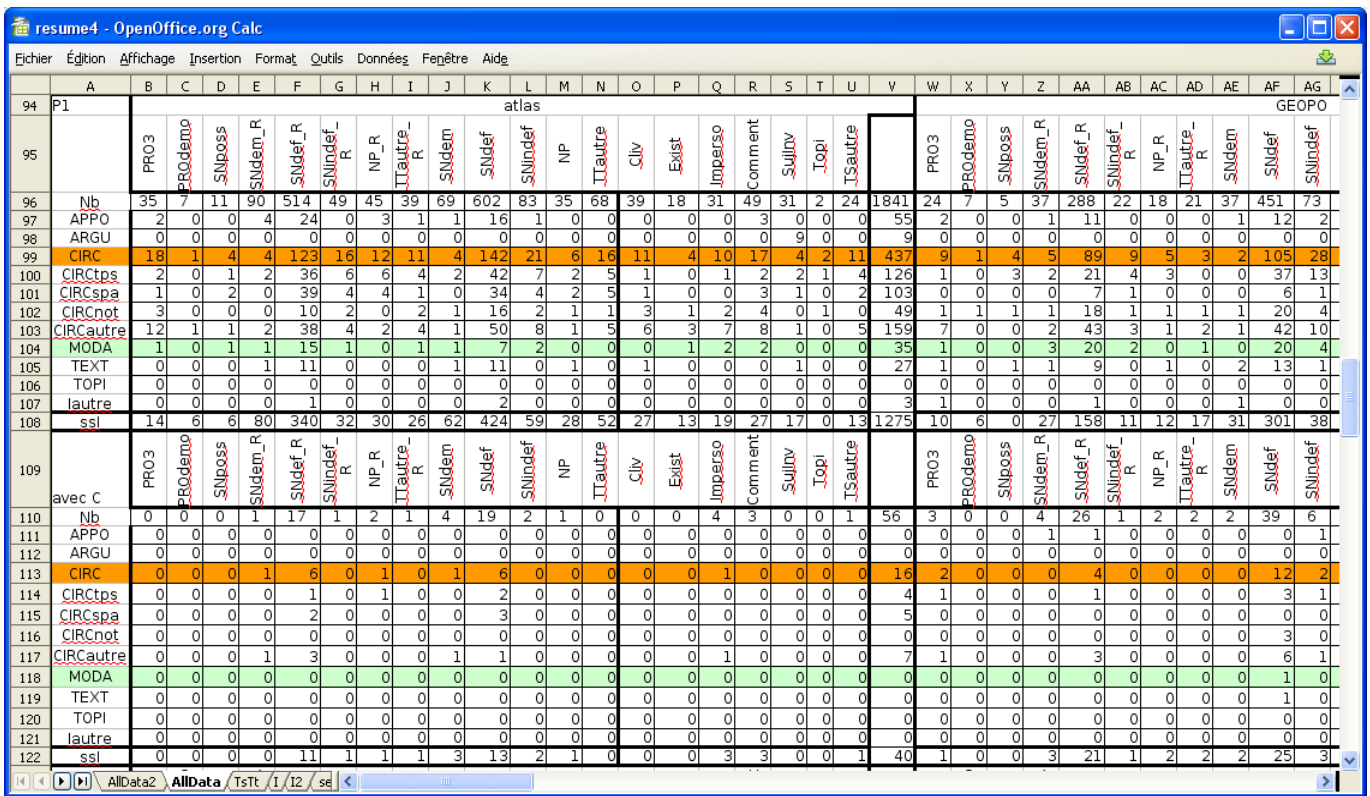 resume4 - OpenOffice.org Calc
Fichier Édition Affichage Insertion Format Outils Données Fenêtre Aide
A B C D E F G H I J K L M N O P Q R S T U V W X Y Z AA AB AC AD AE AF AG
94 P1 atlas GEOPO
95 PRO3 PROdemo SNposs SNdem_R SNdef_R SNindef_R NP_R TTautre_R SNdem SNdef SNindef NP TTautre Cliv Exist Imperso Comment SujInv Topi TSautre PRO3 PROdemo SNposs SNdem_R SNdef_R SNindef_R NP_R TTautre_R SNdem SNdef SNindef
96 Nb 35 7 11 90 514 49 45 39 69 602 83 35 68 39 18 31 49 31 2 24 1841 24 7 5 37 288 22 18 21 37 451 73
97 APPO 2 0 0 4 24 0 3 1 1 16 1 0 0 0 0 0 3 0 0 0 55 2 0 0 1 11 0 0 0 1 12 2
98 ARGU 0 0 0 0 0 0 0 0 0 0 0 0 0 0 0 0 0 9 0 0 9 0 0 0 0 0 0 0 0 0 0 0
99 CIRC 18 1 4 4 123 16 12 11 4 142 21 6 16 11 4 10 17 4 2 11 437 9 1 4 5 89 9 5 3 2 105 28
100 CIRCtps 2 0 1 2 36 6 6 4 2 42 7 2 5 1 0 1 2 2 1 4 126 1 0 3 2 21 4 3 0 0 37 13
101 CIRCspa 1 0 2 0 39 4 4 1 0 34 4 2 5 1 0 0 3 1 0 2 103 0 0 0 0 7 1 0 0 0 6 1
102 CIRCnot 3 0 0 0 10 2 0 2 1 16 2 1 1 3 1 2 4 0 1 0 49 1 1 1 1 18 1 1 1 1 20 4
103 CIRCautre 12 1 1 2 38 4 2 4 1 50 8 1 5 6 3 7 8 1 0 5 159 7 0 0 2 43 3 1 2 1 42 10
104 MODA 1 0 1 1 15 1 0 1 1 7 2 0 0 0 1 2 2 0 0 0 35 1 0 0 3 20 2 0 1 0 20 4
105 TEXT 0 0 0 1 11 0 0 0 1 11 0 1 0 1 0 0 0 1 0 0 27 1 0 1 1 9 0 1 0 2 13 1
106 TOPI 0 0 0 0 0 0 0 0 0 0 0 0 0 0 0 0 0 0 0 0 0 0 0 0 0 0 0 0 0 0 0 0
107 lautre 0 0 0 0 1 0 0 0 0 2 0 0 0 0 0 0 0 0 0 0 3 1 0 0 0 1 0 0 0 1 0 0
108 ssI 14 6 6 80 340 32 30 26 62 424 59 28 52 27 13 19 27 17 0 13 1275 10 6 0 27 158 11 12 17 31 301 38
109 avec C PRO3 PROdemo SNposs SNdem_R SNdef_R SNindef_R NP_R TTautre_R SNdem SNdef SNindef NP TTautre Cliv Exist Imperso Comment SujInv Topi TSautre PRO3 PROdemo SNposs SNdem_R SNdef_R SNindef_R NP_R TTautre_R SNdem SNdef SNindef
110 Nb 0 0 0 1 17 1 2 1 4 19 2 1 0 0 0 4 3 0 0 1 56 3 0 0 4 26 1 2 2 2 39 6
111 APPO 0 0 0 0 0 0 0 0 0 0 0 0 0 0 0 0 0 0 0 0 0 0 0 0 1 1 0 0 0 0 0 1
112 ARGU 0 0 0 0 0 0 0 0 0 0 0 0 0 0 0 0 0 0 0 0 0 0 0 0 0 0 0 0 0 0 0 0
113 CIRC 0 0 0 1 6 0 1 0 1 6 0 0 0 0 0 1 0 0 0 0 16 2 0 0 0 4 0 0 0 0 12 2
114 CIRCtps 0 0 0 0 1 0 1 0 0 2 0 0 0 0 0 0 0 0 0 0 4 1 0 0 0 1 0 0 0 0 3 1
115 CIRCspa 0 0 0 0 2 0 0 0 0 3 0 0 0 0 0 0 0 0 0 0 5 0 0 0 0 0 0 0 0 0 0 0
116 CIRCnot 0 0 0 0 0 0 0 0 0 0 0 0 0 0 0 0 0 0 0 0 0 0 0 0 0 0 0 0 0 0 3 0
117 CIRCautre 0 0 0 1 3 0 0 0 1 1 0 0 0 0 0 1 0 0 0 0 7 1 0 0 0 3 0 0 0 0 6 1
118 MODA 0 0 0 0 0 0 0 0 0 0 0 0 0 0 0 0 0 0 0 0 0 0 0 0 0 0 0 0 0 0 1 0
119 TEXT 0 0 0 0 0 0 0 0 0 0 0 0 0 0 0 0 0 0 0 0 0 0 0 0 0 0 0 0 0 0 1 0
120 TOPI 0 0 0 0 0 0 0 0 0 0 0 0 0 0 0 0 0 0 0 0 0 0 0 0 0 0 0 0 0 0 0 0
121 lautre 0 0 0 0 0 0 0 0 0 0 0 0 0 0 0 0 0 0 0 0 0 0 0 0 0 0 0 0 0 0 0 0
122 ssI 0 0 0 0 11 1 1 1 3 13 2 1 0 0 0 3 3 0 0 1 40 1 0 0 3 21 1 2 2 2 25 3
AllData2 AllData TsTt I I2 se